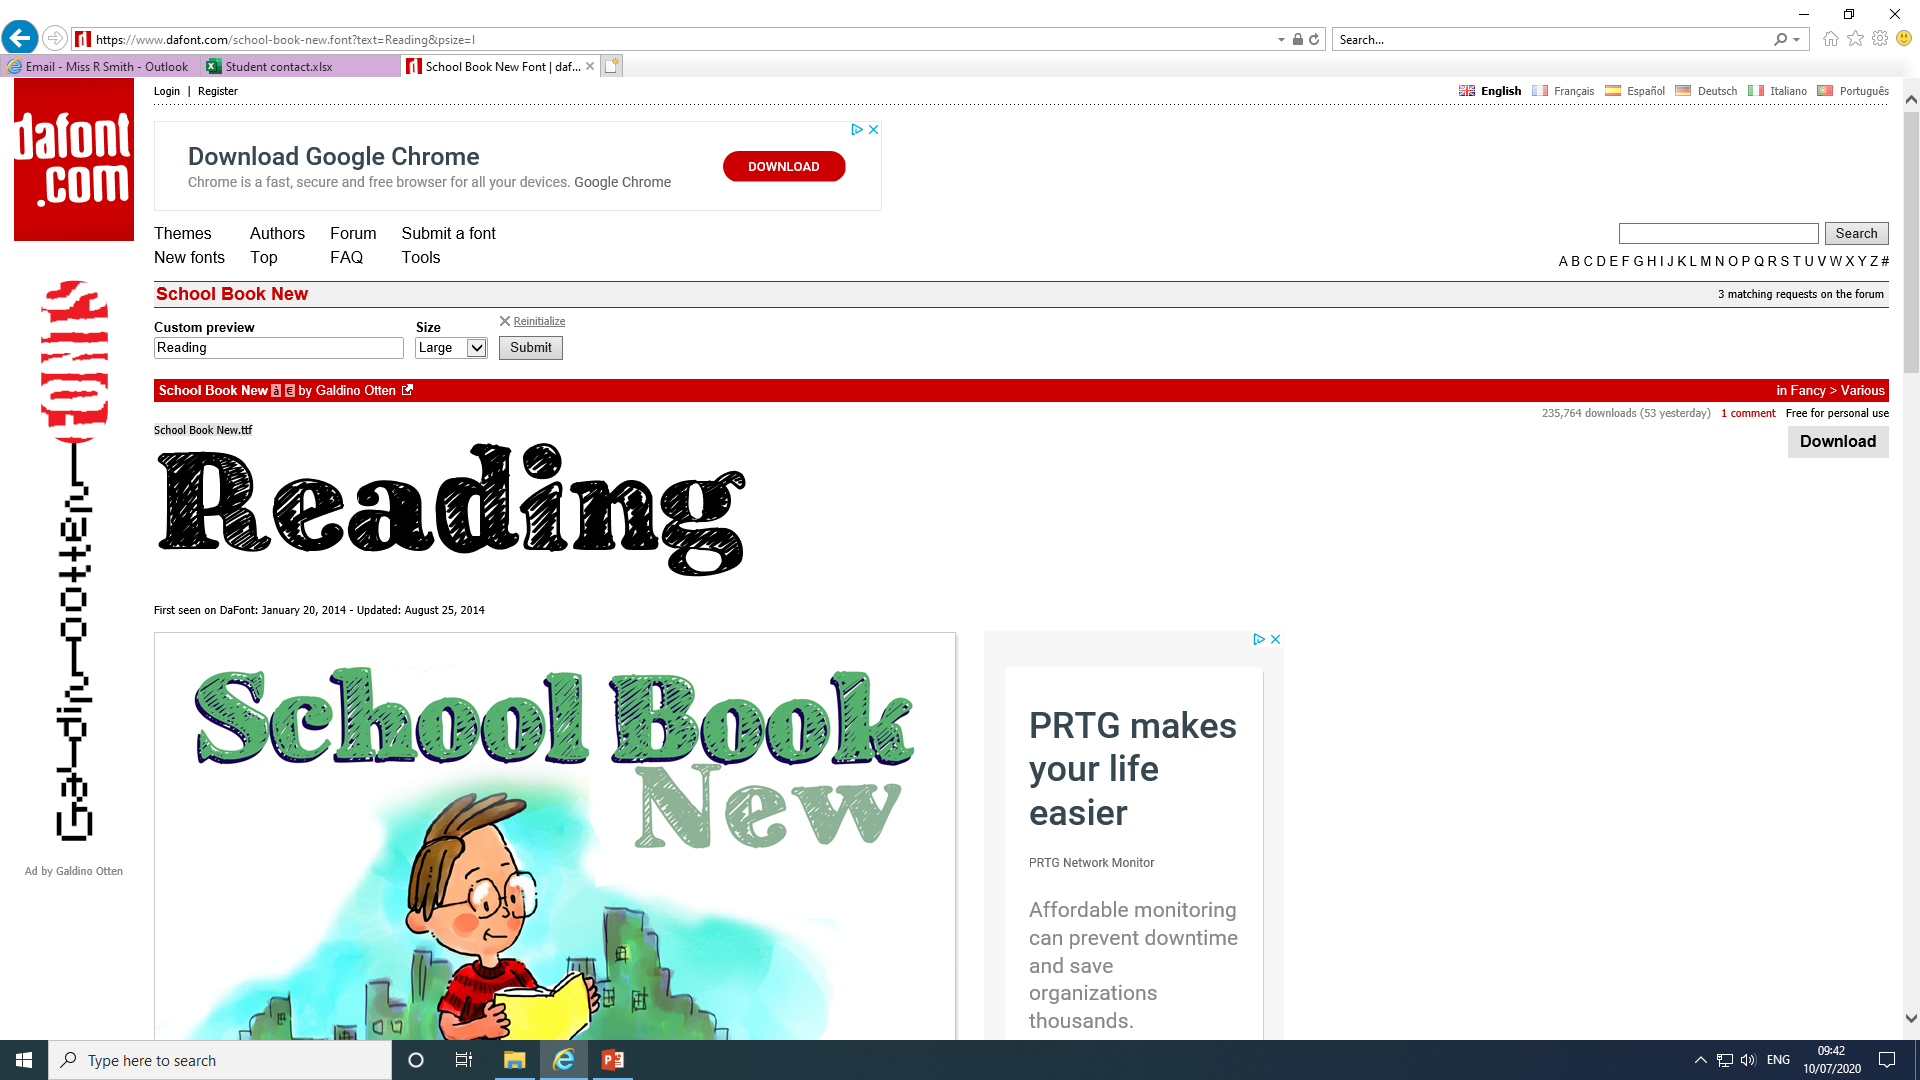 https://www.dafont.com/school-book-new.font?text=Reading&psize=l
Search...
Email - Miss R Smith - Outlook
Student contact.xlsx
School Book New Font | daf...
Login | Register
English Français Español Deutsch Italiano Português
dafont
.com
Download Google Chrome
Chrome is a fast, secure and free browser for all your devices. Google Chrome
DOWNLOAD
Themes Authors Forum Submit a font
New fonts Top FAQ Tools
Search
A B C D E F G H I J K L M N O P Q R S T U V W X Y Z #
School Book New
3 matching requests on the forum
Custom preview
Size
Reinitialize
Reading
Large
Submit
School Book New à € by Galdino Otten
in Fancy > Various
235,764 downloads (53 yesterday) 1 comment Free for personal use
School Book New.ttf
Download
Reading
First seen on DaFont: January 20, 2014 - Updated: August 25, 2014
School Book
New
FONTS
Galdino Otten
Ad by Galdino Otten
PRTG makes
your life
easier
PRTG Network Monitor
Affordable monitoring
can prevent downtime
and save
organizations
thousands.
Type here to search
ENG
09:42
10/07/2020